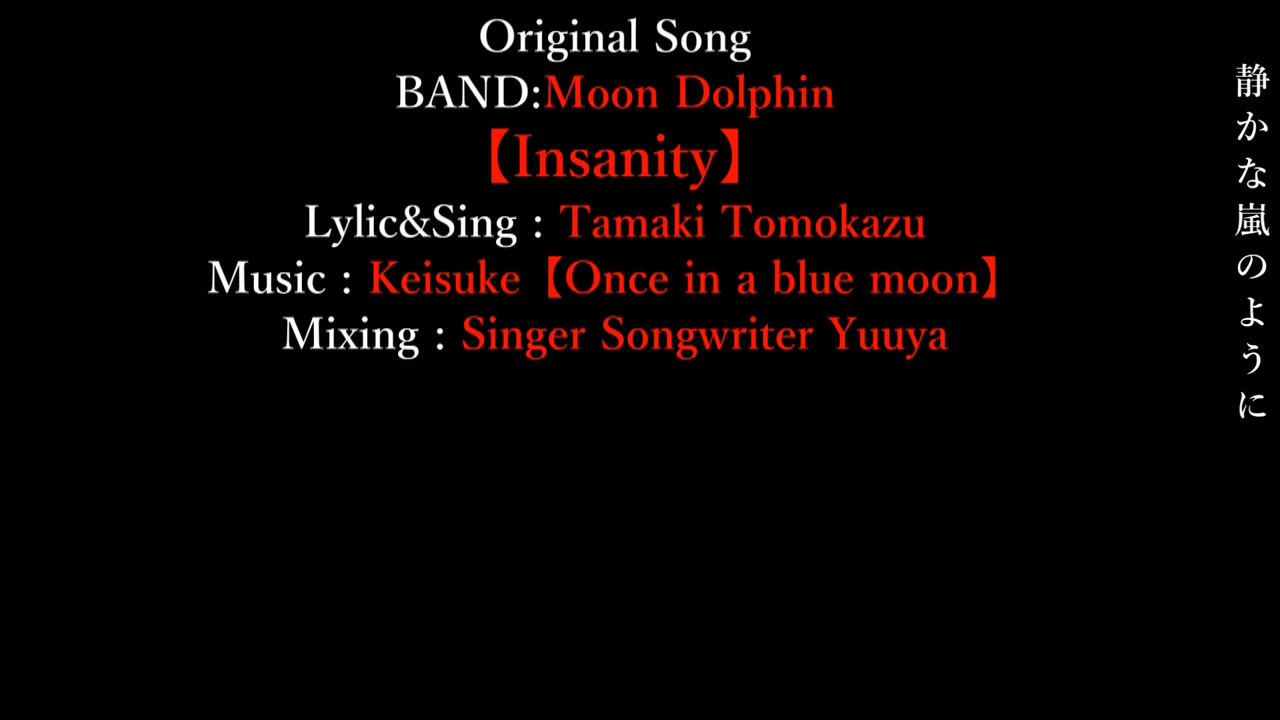 Original Song
BAND:Moon Dolphin
【Insanity】
Lylic&Sing : Tamaki Tomokazu
Music : Keisuke【Once in a blue moon】
Mixing : Singer Songwriter Yuuya
静かな嵐のように